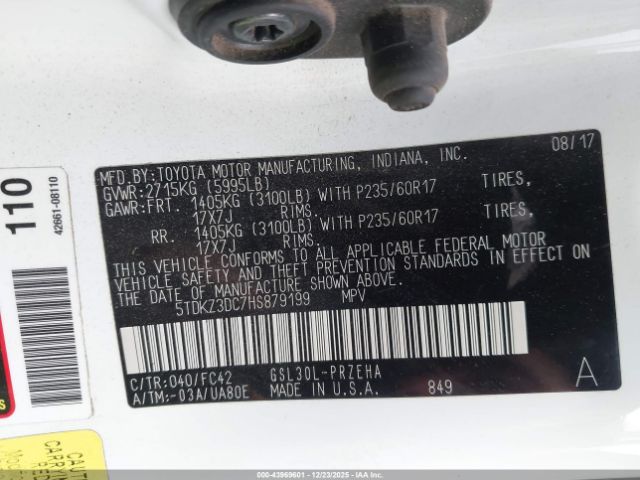 MFD.BY:TOYOTA MOTOR MANUFACTURING, INDIANA, INC. 08/17
GVWR:2715KG (5995LB)
GAWR:FRT. 1405KG (3100LB) WITH P235/60R17 TIRES,
17X7J RIMS.
RR. 1405KG (3100LB) WITH P235/60R17 TIRES,
17X7J RIMS.
THIS VEHICLE CONFORMS TO ALL APPLICABLE FEDERAL MOTOR
VEHICLE SAFETY AND THEFT PREVENTION STANDARDS IN EFFECT ON
THE DATE OF MANUFACTURE SHOWN ABOVE.
5TDKZ3DC7HS879199 MPV
C/TR:040/FC42 GSL30L-PRZEHA
A/TM:-03A/UA80E MADE IN U.S.A. 849 A
110
42661-08110
000-43969601 - 12/23/2025 - IAAI.com